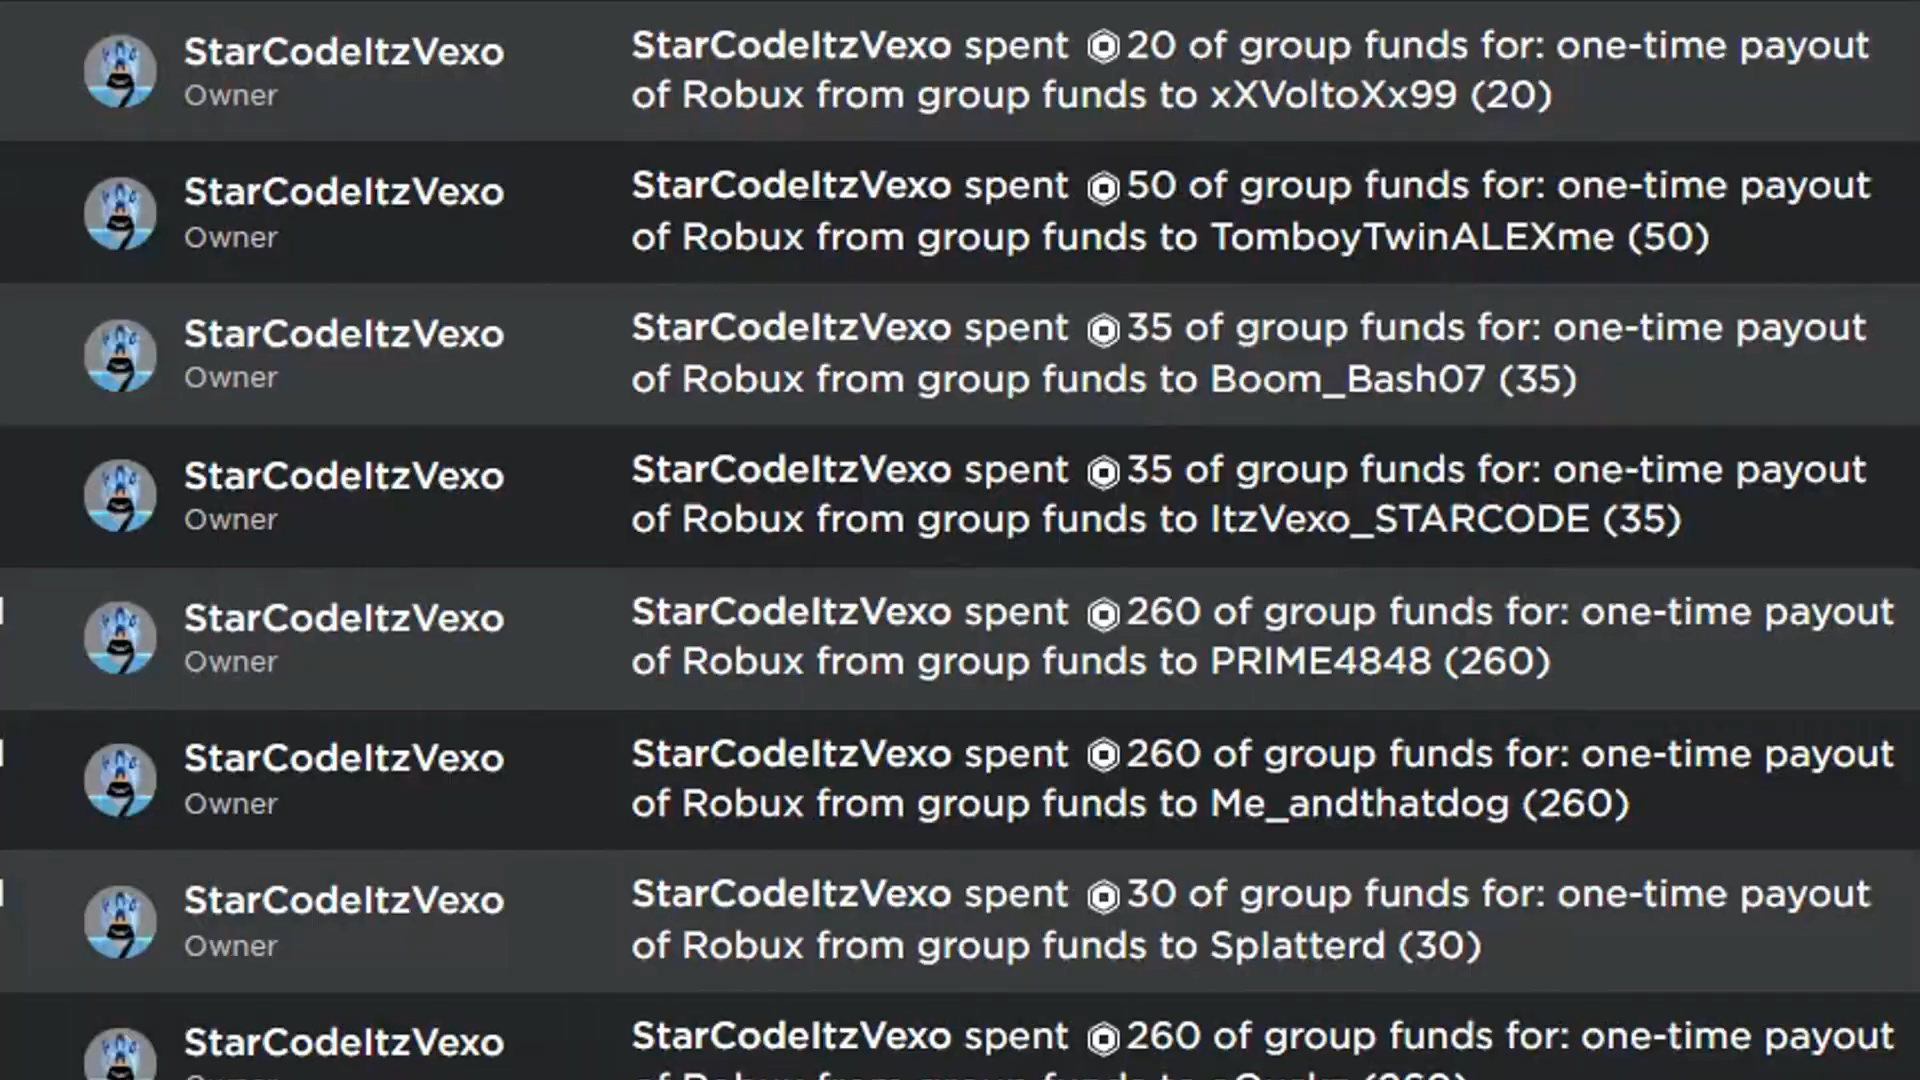 StarCodeItzVexo
Owner
StarCodeItzVexo spent 20 of group funds for: one-time payout
of Robux from group funds to xXVoltoXx99 (20)
StarCodeItzVexo
Owner
StarCodeItzVexo spent 50 of group funds for: one-time payout
of Robux from group funds to TomboyTwinALEXme (50)
StarCodeItzVexo
Owner
StarCodeItzVexo spent 35 of group funds for: one-time payout
of Robux from group funds to Boom_Bash07 (35)
StarCodeItzVexo
Owner
StarCodeItzVexo spent 35 of group funds for: one-time payout
of Robux from group funds to ItzVexo_STARCODE (35)
StarCodeItzVexo
Owner
StarCodeItzVexo spent 260 of group funds for: one-time payout
of Robux from group funds to PRIME4848 (260)
StarCodeItzVexo
Owner
StarCodeItzVexo spent 260 of group funds for: one-time payout
of Robux from group funds to Me_andthatdog (260)
StarCodeItzVexo
Owner
StarCodeItzVexo spent 30 of group funds for: one-time payout
of Robux from group funds to Splatterd (30)
StarCodeItzVexo
StarCodeItzVexo spent 260 of group funds for: one-time payout
of Robux from group funds to